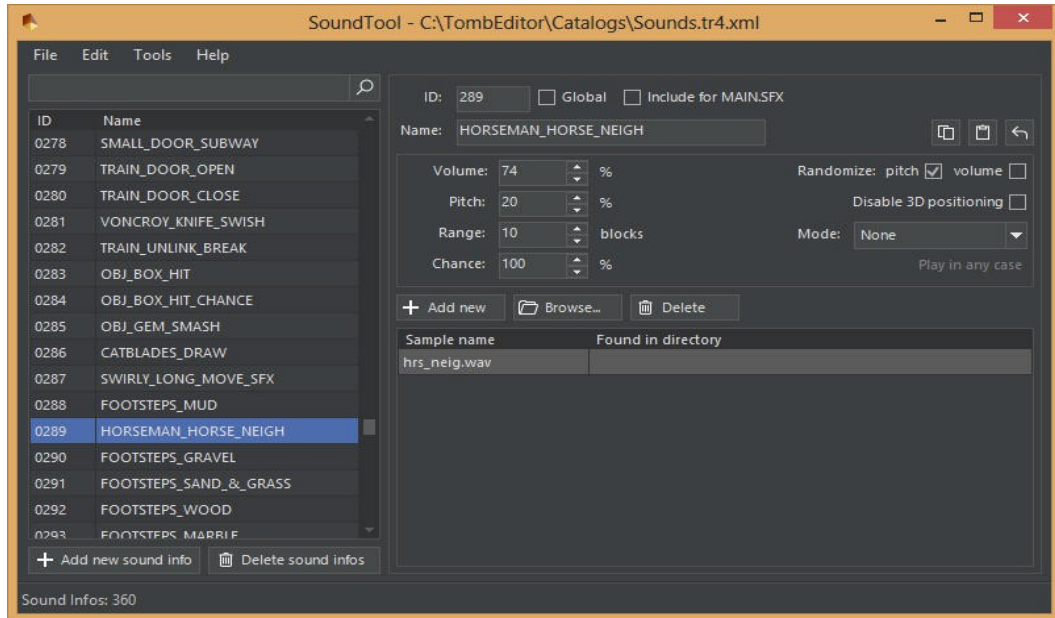 SoundTool - C:\TombEditor\Catalogs\Sounds.tr4.xml
File Edit Tools Help
ID Name
0278 SMALL_DOOR_SUBWAY
0279 TRAIN_DOOR_OPEN
0280 TRAIN_DOOR_CLOSE
0281 VONCROY_KNIFE_SWISH
0282 TRAIN_UNLINK_BREAK
0283 OBJ_BOX_HIT
0284 OBJ_BOX_HIT_CHANCE
0285 OBJ_GEM_SMASH
0286 CATBLADES_DRAW
0287 SWIRLY_LONG_MOVE_SFX
0288 FOOTSTEPS_MUD
0289 HORSEMAN_HORSE_NEIGH
0290 FOOTSTEPS_GRAVEL
0291 FOOTSTEPS_SAND_&_GRASS
0292 FOOTSTEPS_WOOD
0293 FOOTSTEPS_MARBLE
Add new sound info Delete sound infos
ID: 289 Global Include for MAIN.SFX
Name: HORSEMAN_HORSE_NEIGH
Volume: 74 % Randomize: pitch volume
Pitch: 20 % Disable 3D positioning
Range: 10 blocks Mode: None
Chance: 100 % Play in any case
Add new Browse... Delete
Sample name Found in directory
hrs_neig.wav
Sound Infos: 360